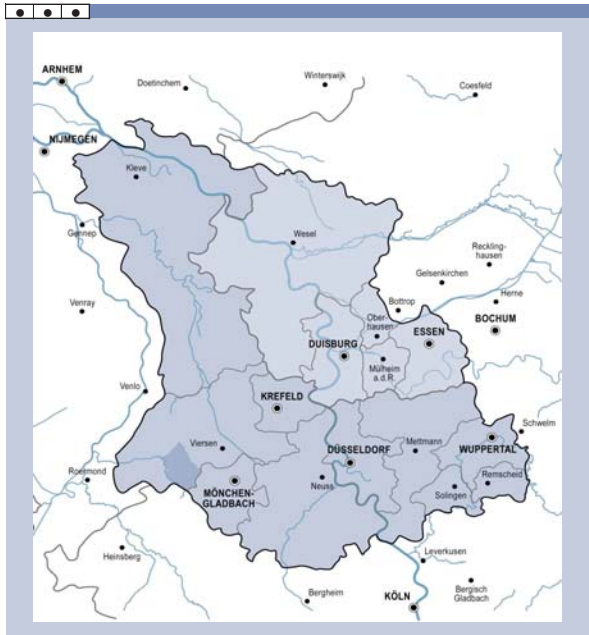 ARNHEM
Doetinchem
Winterswijk
Coesfeld
NIJMEGEN
Kleve
Gennep
Wesel
Reckling-
hausen
Gelsenkirchen
Herne
Venray
Bottrop
Ober-
hausen
BOCHUM
ESSEN
DUISBURG
Mülheim
a.d.R.
Venlo
KREFELD
Schwelm
Viersen
Mettmann
DÜSSELDORF
WUPPERTAL
Roermond
Remscheid
MÖNCHEN-
GLADBACH
Neuss
Solingen
Heinsberg
Leverkusen
Bergheim
KÖLN
Bergisch
Gladbach